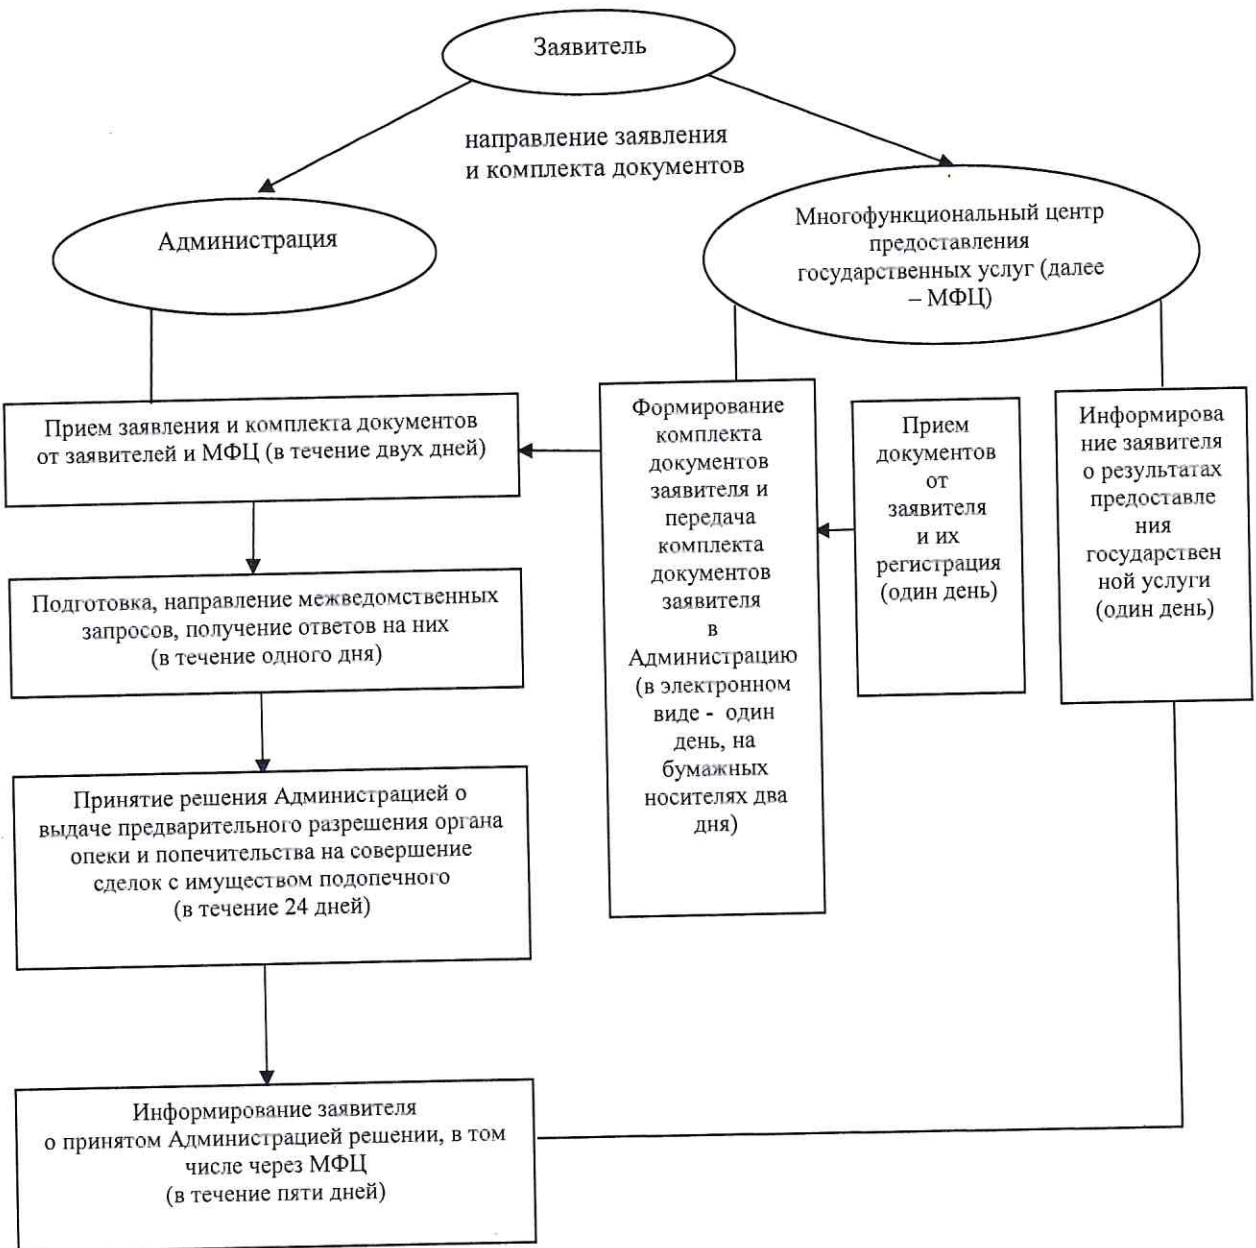 Заявитель
направление заявления
и комплекта документов
Администрация
Многофункциональный центр
предоставления
государственных услуг (далее
– МФЦ)
Прием заявления и комплекта документов
от заявителей и МФЦ (в течение двух дней)
Формирование
комплекта
документов
заявителя и
передача
комплекта
документов
заявителя
в
Администрацию
(в электронном
виде - один
день, на
бумажных
носителях два
дня)
Прием
документов
от
заявителя
и их
регистрация
(один день)
Информирова
ние заявителя
о результатах
предоставле
ния
государствен
ной услуги
(один день)
Подготовка, направление межведомственных
запросов, получение ответов на них
(в течение одного дня)
Принятие решения Администрацией о
выдаче предварительного разрешения органа
опеки и попечительства на совершение
сделок с имуществом подопечного
(в течение 24 дней)
Информирование заявителя
о принятом Администрацией решении, в том
числе через МФЦ
(в течение пяти дней)